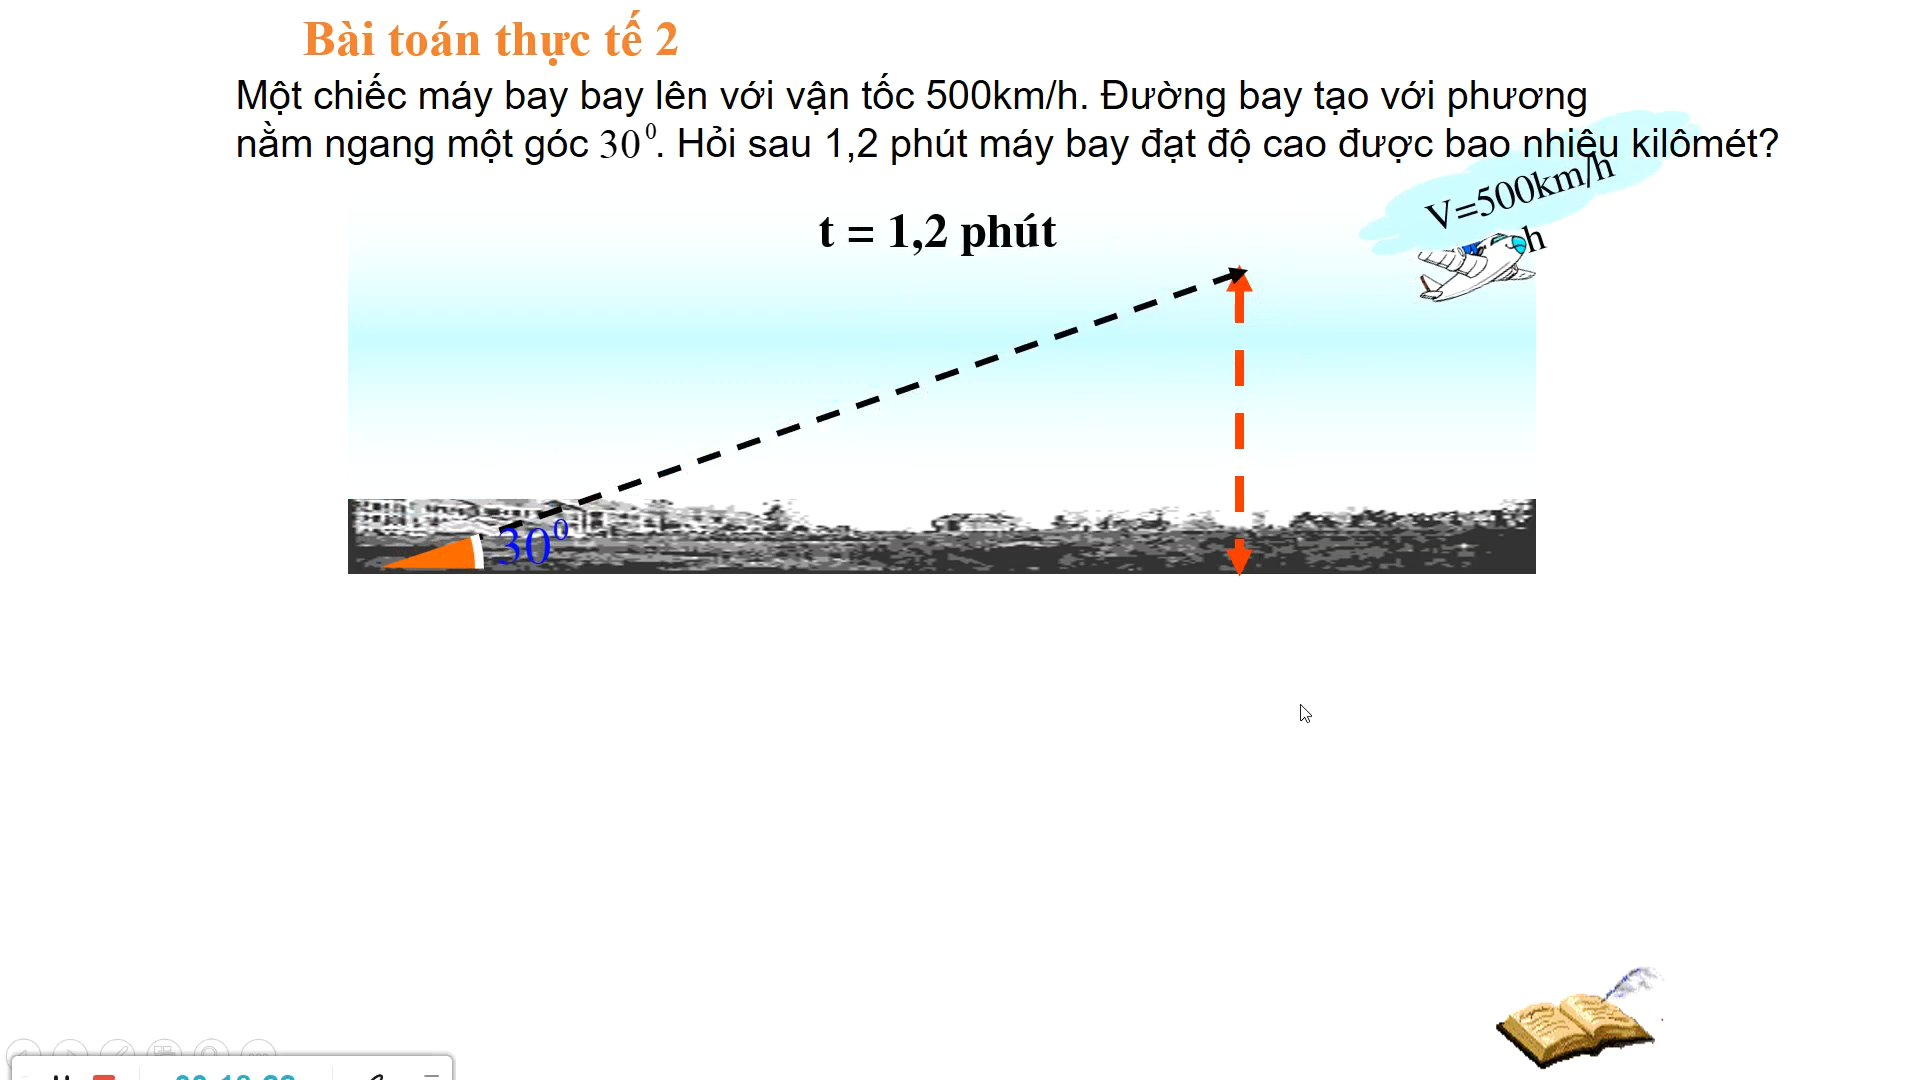 Bài toán thực tế 2
Một chiếc máy bay bay lên với vận tốc 500km/h. Đường bay tạo với phương
nằm ngang một góc 30⁰. Hỏi sau 1,2 phút máy bay đạt độ cao được bao nhiêu kilômét?
V=500km/h
h
t = 1,2 phút
30⁰